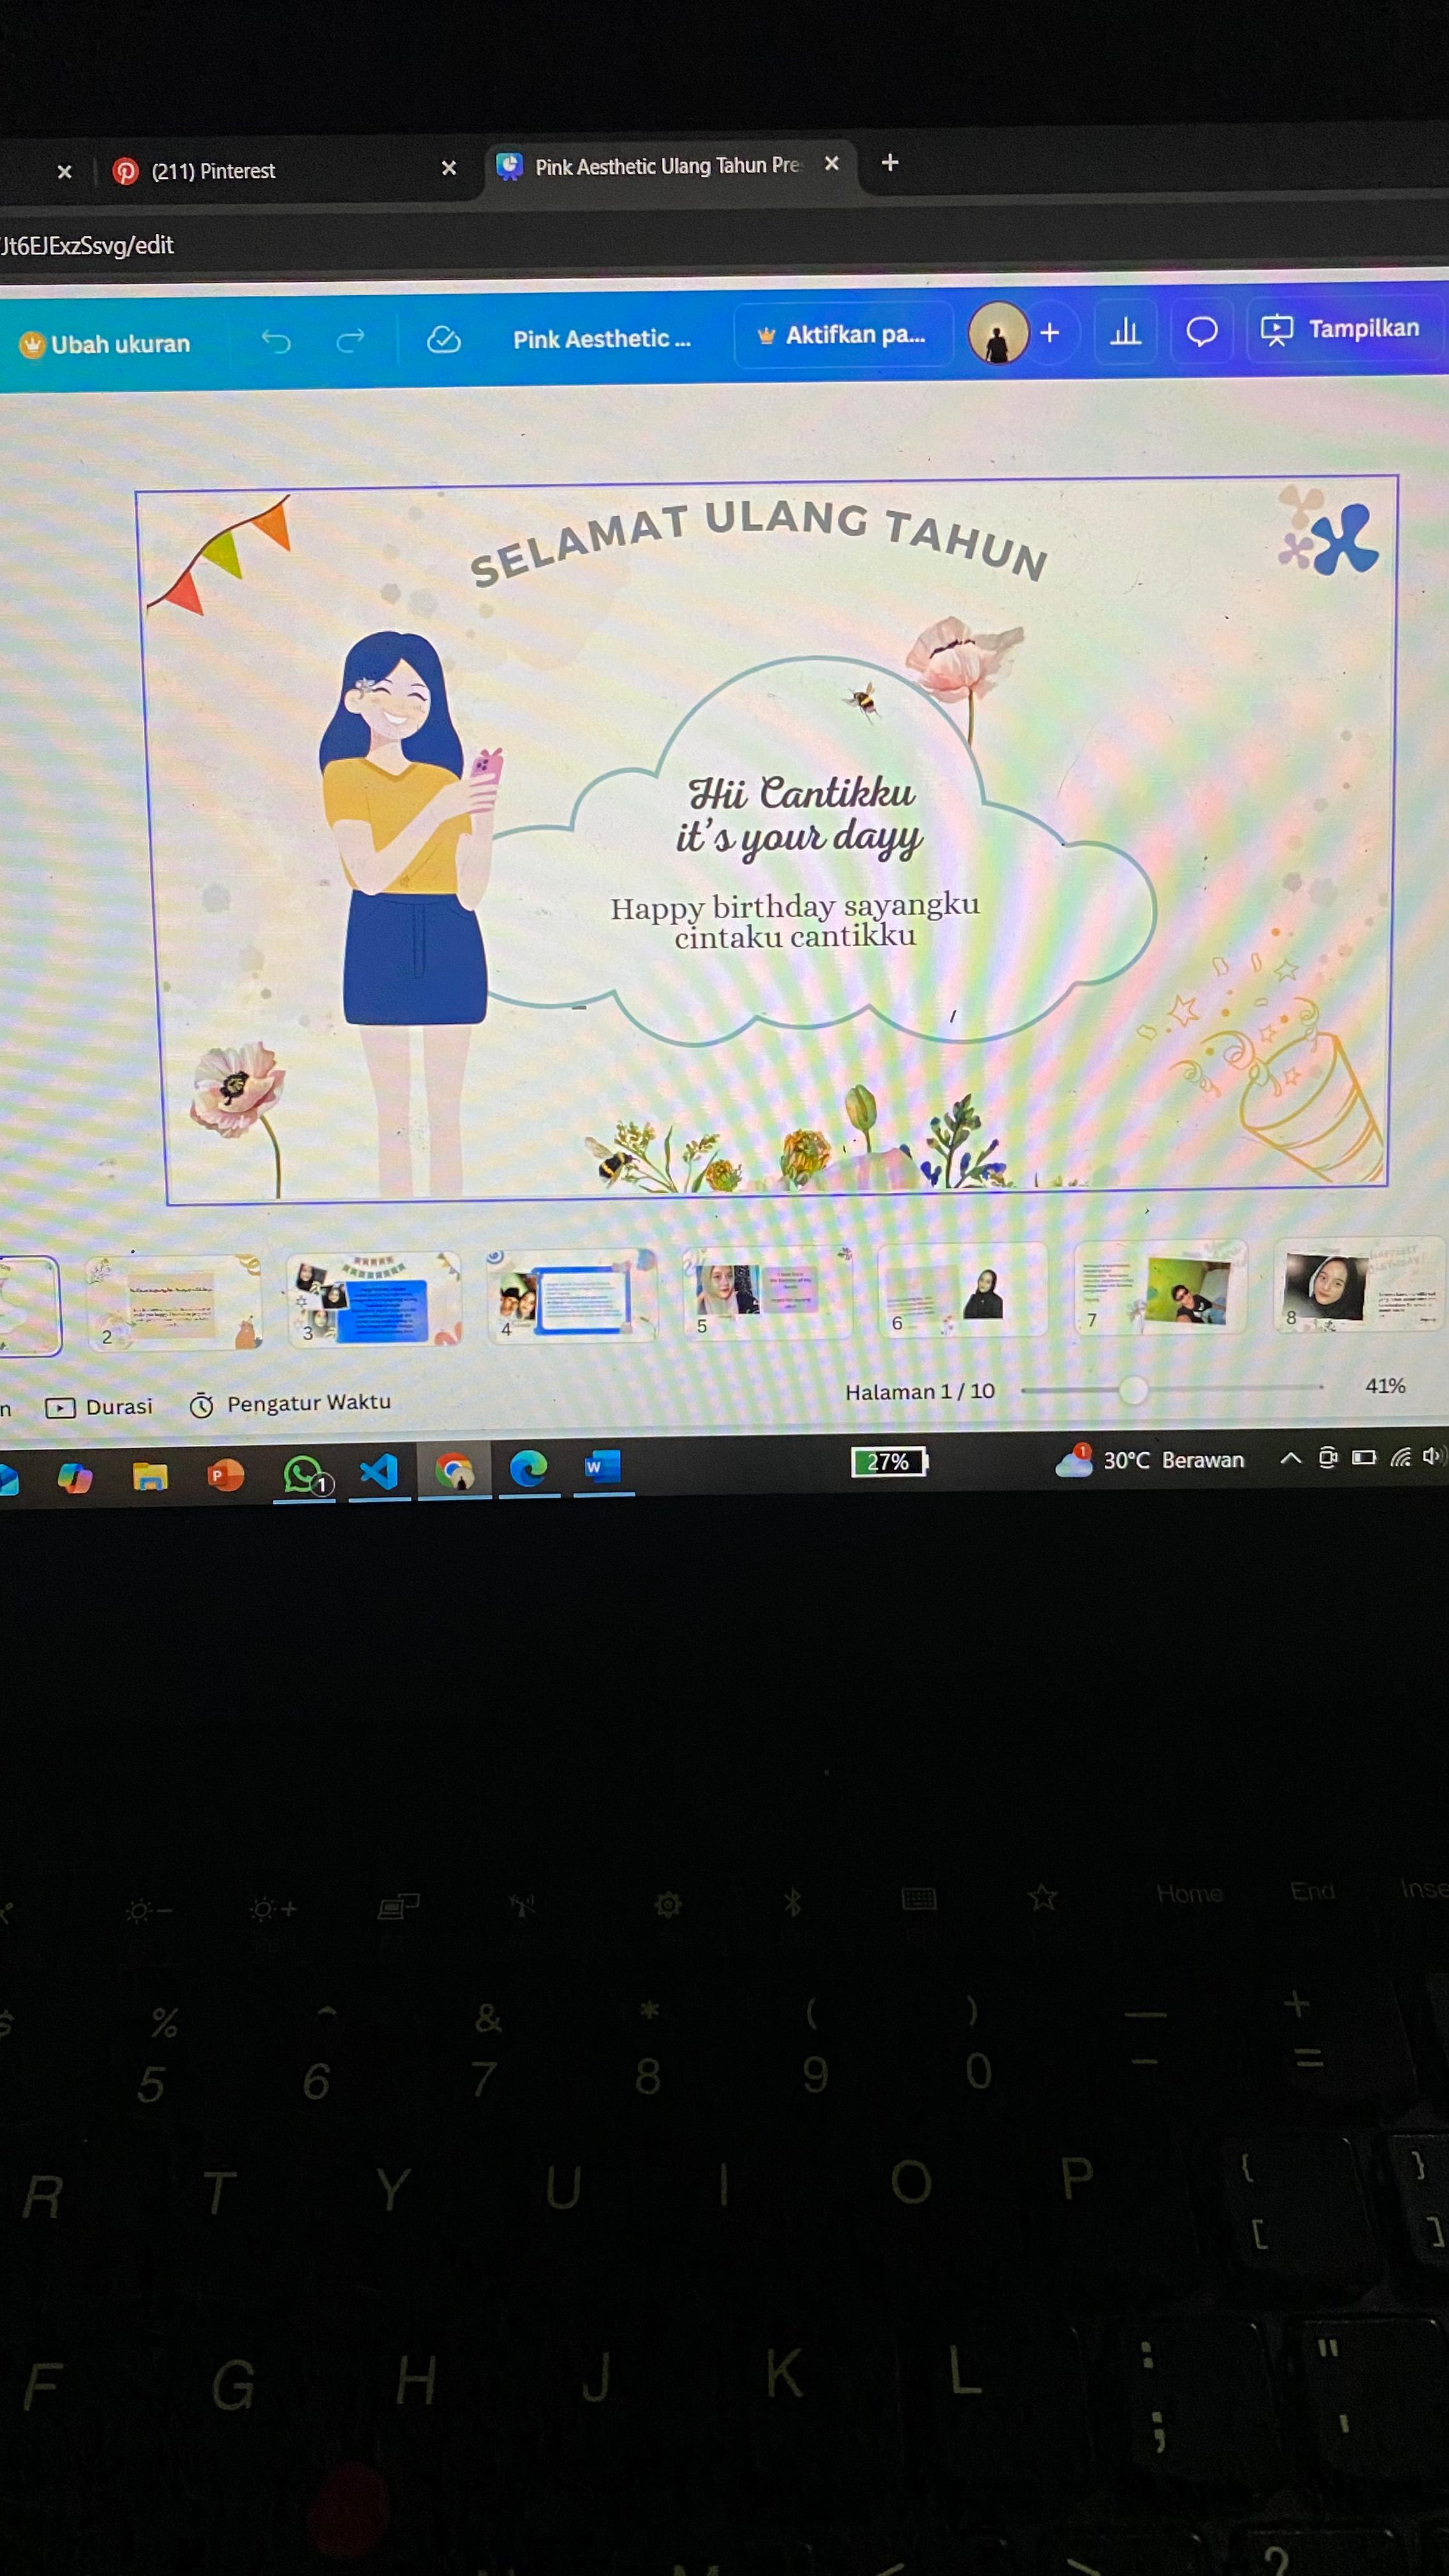 (211) Pinterest
Pink Aesthetic Ulang Tahun Pre
Jt6EJExzSsvg/edit
Ubah ukuran
Pink Aesthetic ...
Aktifkan pa...
Tampilkan
SELAMAT ULANG TAHUN
Hii Cantikku
it's your dayy
Happy birthday sayangku
cintaku cantikku
2
3
4
5
6
7
8
n
Durasi
Pengatur Waktu
Halaman 1 / 10
41%
P
1
W
27%
1
30°C Berawan
Home End Inse
$ % ^ & * ( ) — +
5 6 7 8 9 0 – =
R T Y U I O P { }
[ ]
F G H J K L : "
; '
?